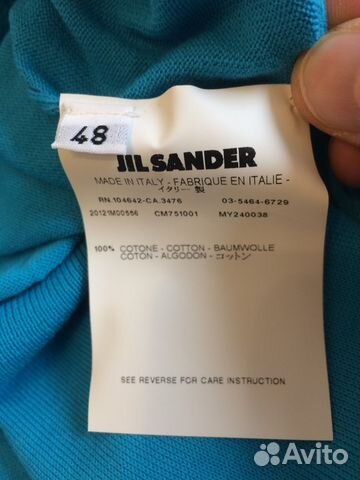 48
JIL SANDER
MADE IN ITALY - FABRIQUE EN ITALIE -
イタリー製
RN.104642-CA.3476 03-5464-6729
20121M00556 CM751001 MY240038
100% COTONE - COTTON - BAUMWOLLE
COTON - ALGODON - コットン
SEE REVERSE FOR CARE INSTRUCTION
Avito